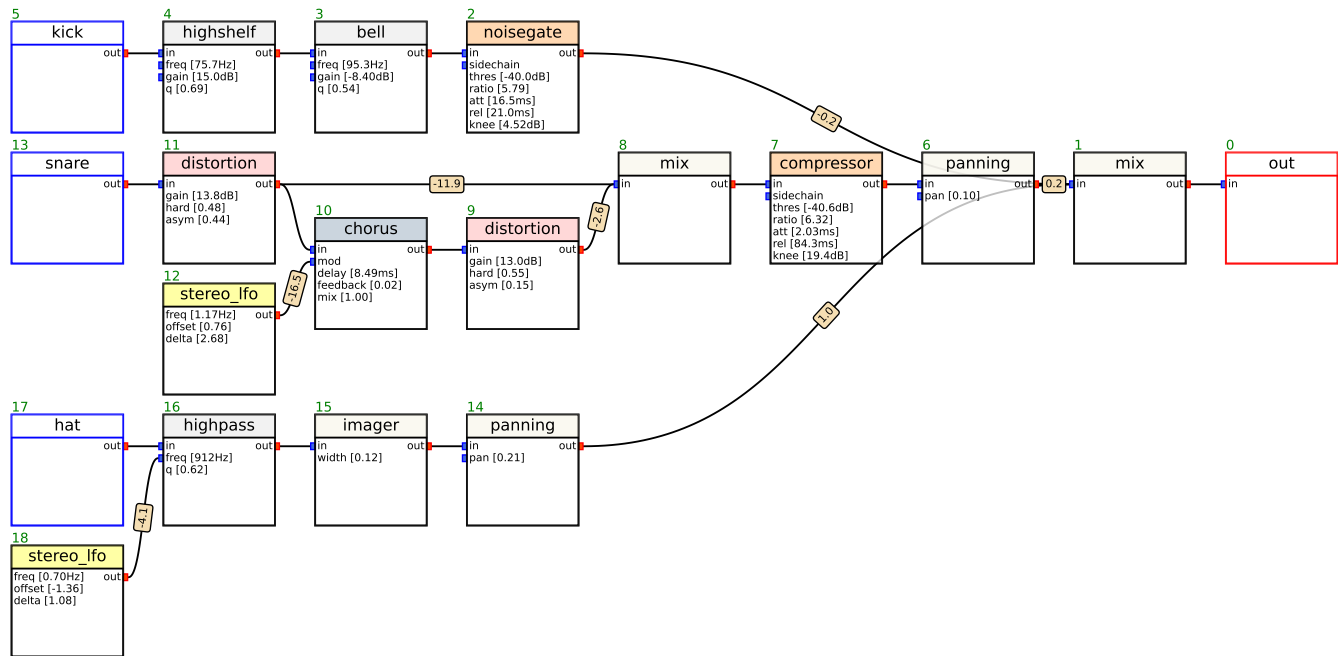 5
kick
out
4
highshelf
in out
freq [75.7Hz]
gain [15.0dB]
q [0.69]
3
bell
in out
freq [95.3Hz]
gain [-8.40dB]
q [0.54]
2
noisegate
in out
sidechain
thres [-40.0dB]
ratio [5.79]
att [16.5ms]
rel [21.0ms]
knee [4.52dB]
-0.2
13
snare
out
11
distortion
in out
gain [13.8dB]
hard [0.48]
asym [0.44]
-11.9
8
mix
in out
7
compressor
in out
sidechain
thres [-40.6dB]
ratio [6.32]
att [2.03ms]
rel [84.3ms]
knee [19.4dB]
6
panning
in out
pan [0.10]
0.2
1
mix
in out
0
out
in
10
chorus
in out
mod
delay [8.49ms]
feedback [0.02]
mix [1.00]
9
distortion
in out
gain [13.0dB]
hard [0.55]
asym [0.15]
-2.6
12
stereo_lfo
freq [1.17Hz] out
offset [0.76]
delta [2.68]
-16.5
1.0
17
hat
out
16
highpass
in out
freq [912Hz]
q [0.62]
15
imager
in out
width [0.12]
14
panning
in out
pan [0.21]
-4.1
18
stereo_lfo
freq [0.70Hz] out
offset [-1.36]
delta [1.08]